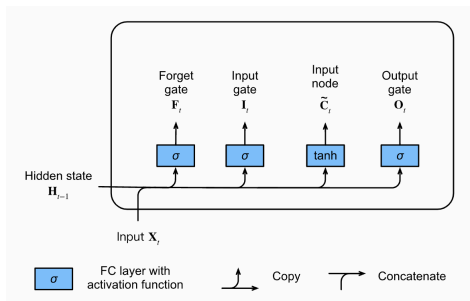 Forget
gate
F_t
Input
gate
I_t
Input
node
C̃_t
Output
gate
O_t
σ
σ
tanh
σ
Hidden state
H_{t−1}
Input X_t
σ
FC layer with
activation function
Copy
Concatenate